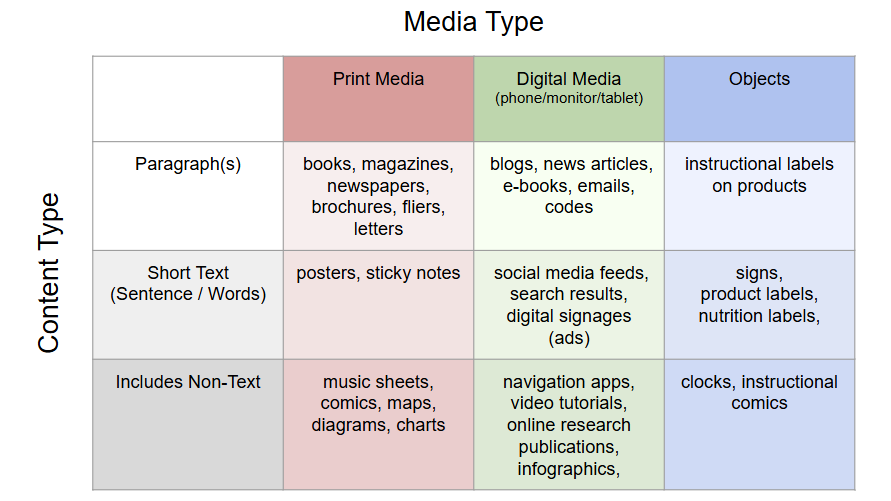 Media Type
Print Media
Digital Media
(phone/monitor/tablet)
Objects
Content Type
Paragraph(s)
books, magazines,
newspapers,
brochures, fliers,
letters
blogs, news articles,
e-books, emails,
codes
instructional labels
on products
Short Text
(Sentence / Words)
posters, sticky notes
social media feeds,
search results,
digital signages
(ads)
signs,
product labels,
nutrition labels,
Includes Non-Text
music sheets,
comics, maps,
diagrams, charts
navigation apps,
video tutorials,
online research
publications,
infographics,
clocks, instructional
comics